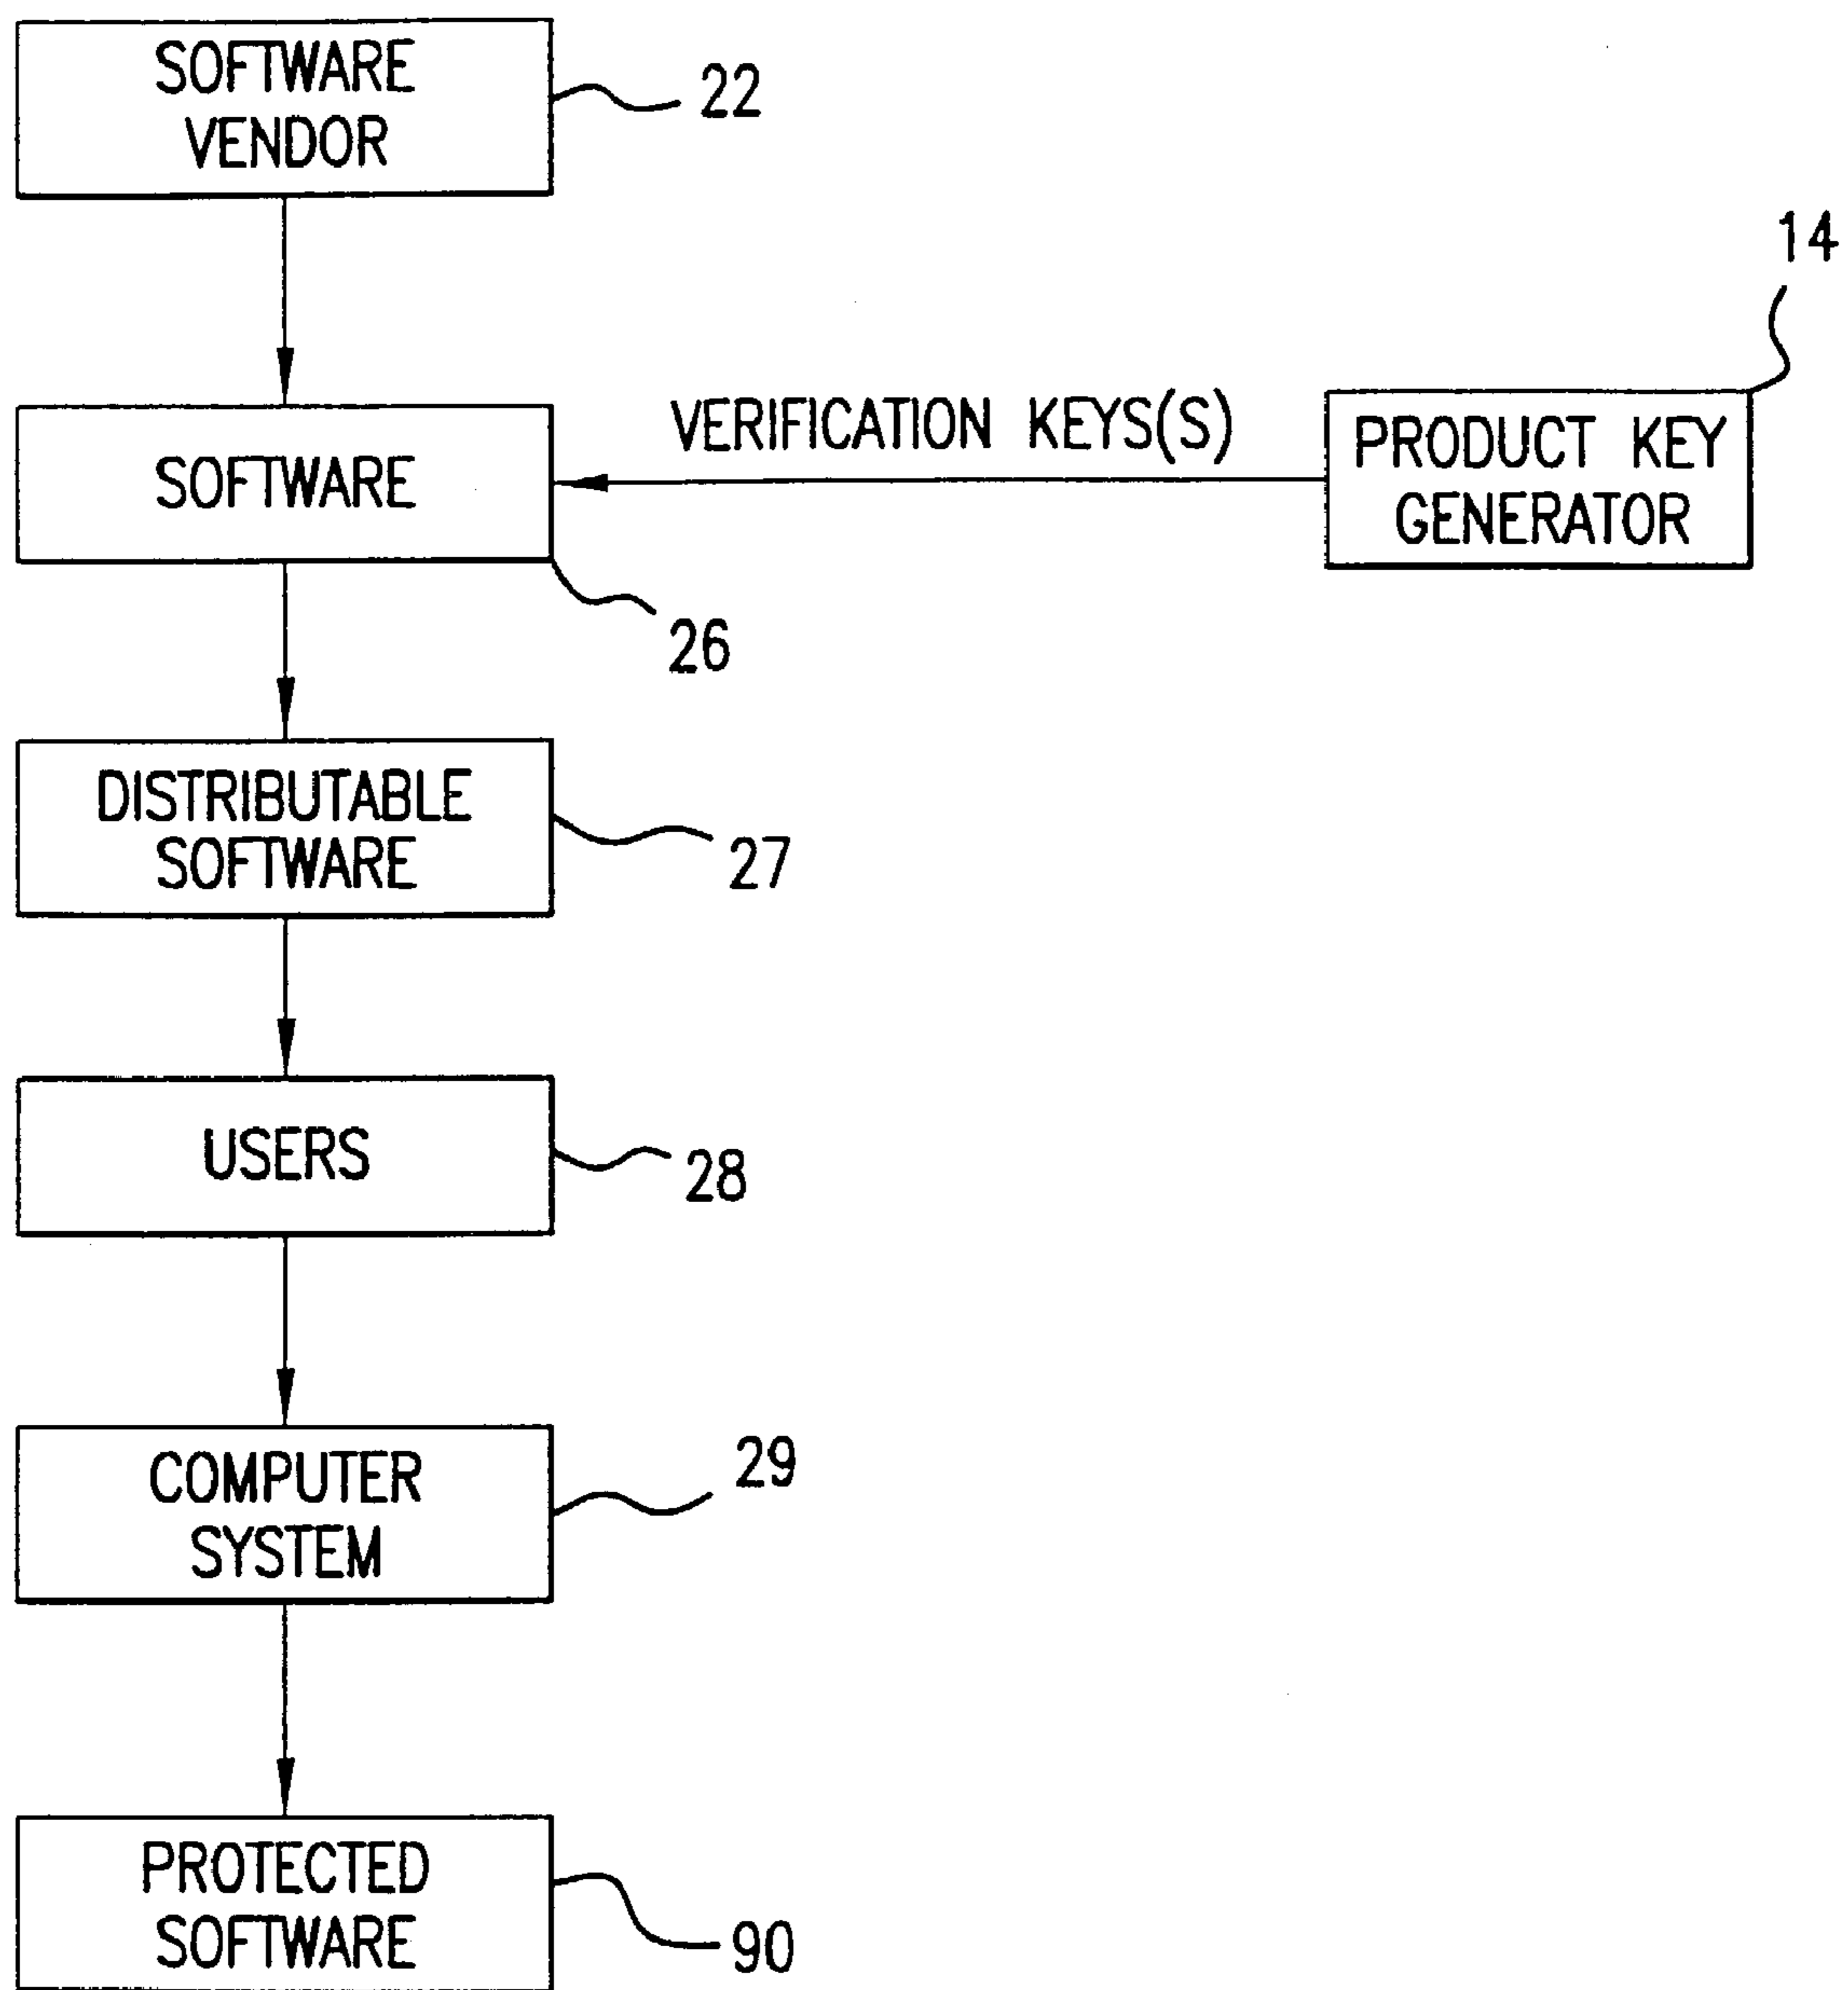 SOFTWARE
VENDOR
22
14
VERIFICATION KEYS(S)
PRODUCT KEY
GENERATOR
SOFTWARE
26
DISTRIBUTABLE
SOFTWARE
27
USERS
28
COMPUTER
SYSTEM
29
PROTECTED
SOFTWARE
90